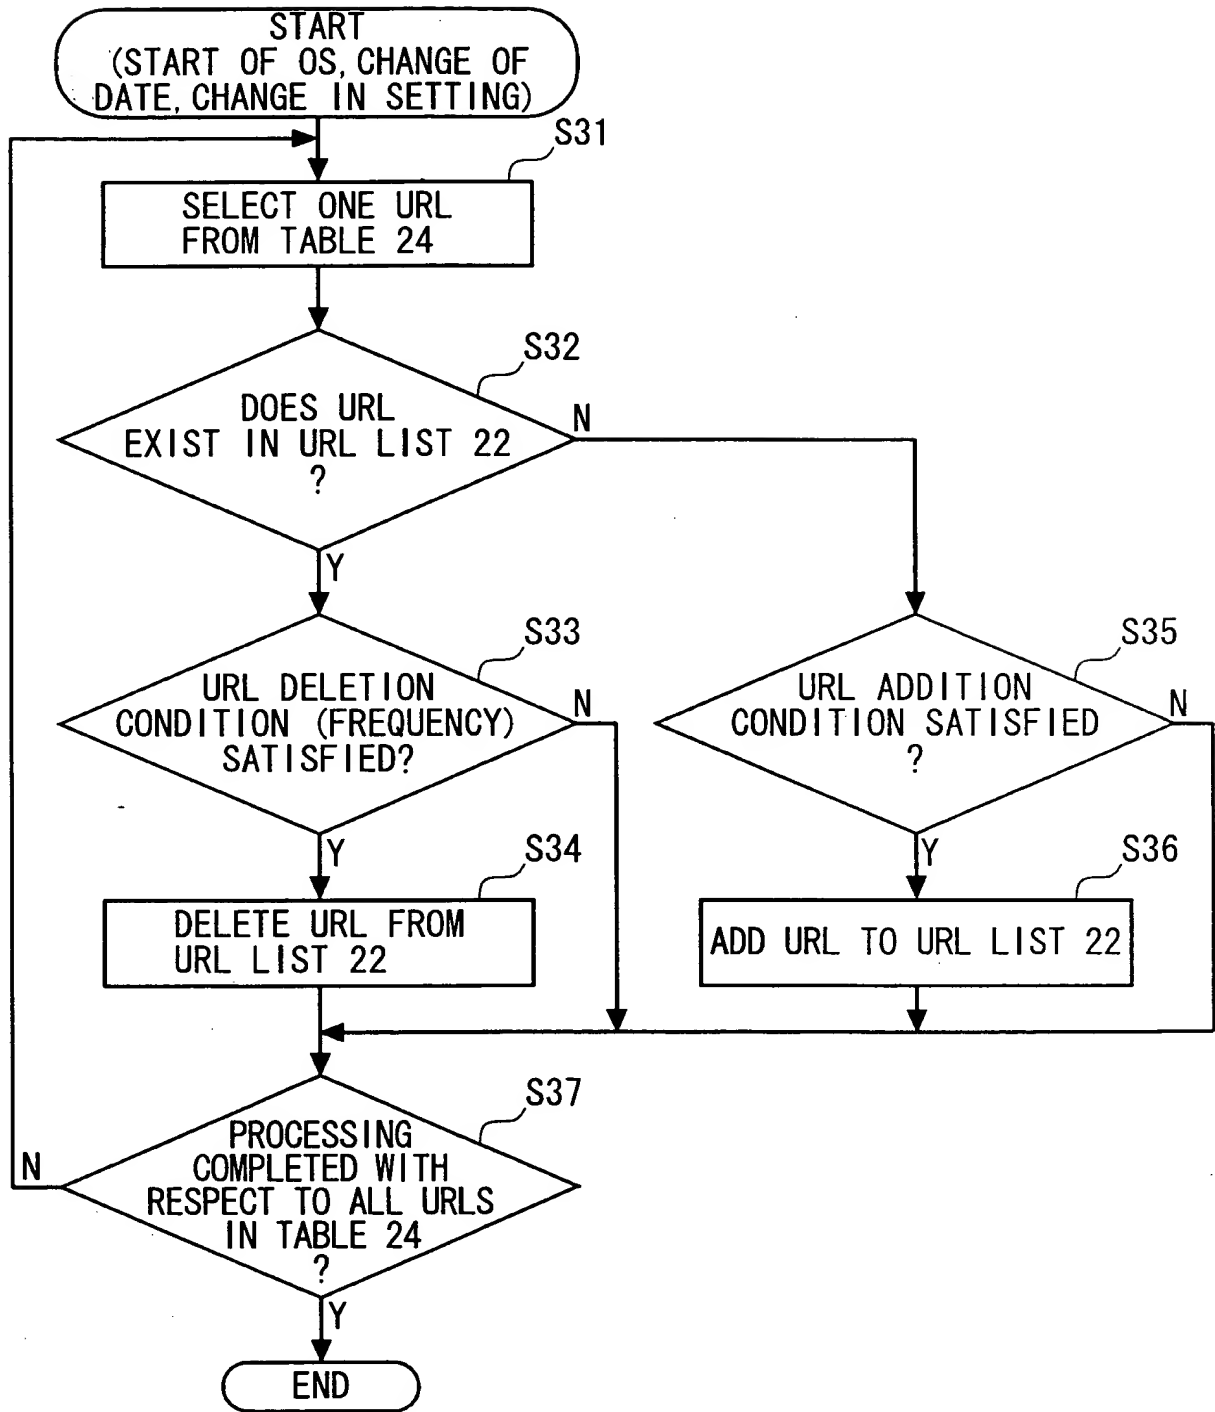 START
(START OF OS, CHANGE OF
DATE, CHANGE IN SETTING)
S31
SELECT ONE URL
FROM TABLE 24
S32
DOES URL
EXIST IN URL LIST 22
?
N
Y
S33
URL DELETION
CONDITION (FREQUENCY)
SATISFIED?
N
Y
S35
URL ADDITION
CONDITION SATISFIED
?
N
Y
S34
DELETE URL FROM
URL LIST 22
S36
ADD URL TO URL LIST 22
S37
PROCESSING
COMPLETED WITH
RESPECT TO ALL URLS
IN TABLE 24
?
N
Y
END